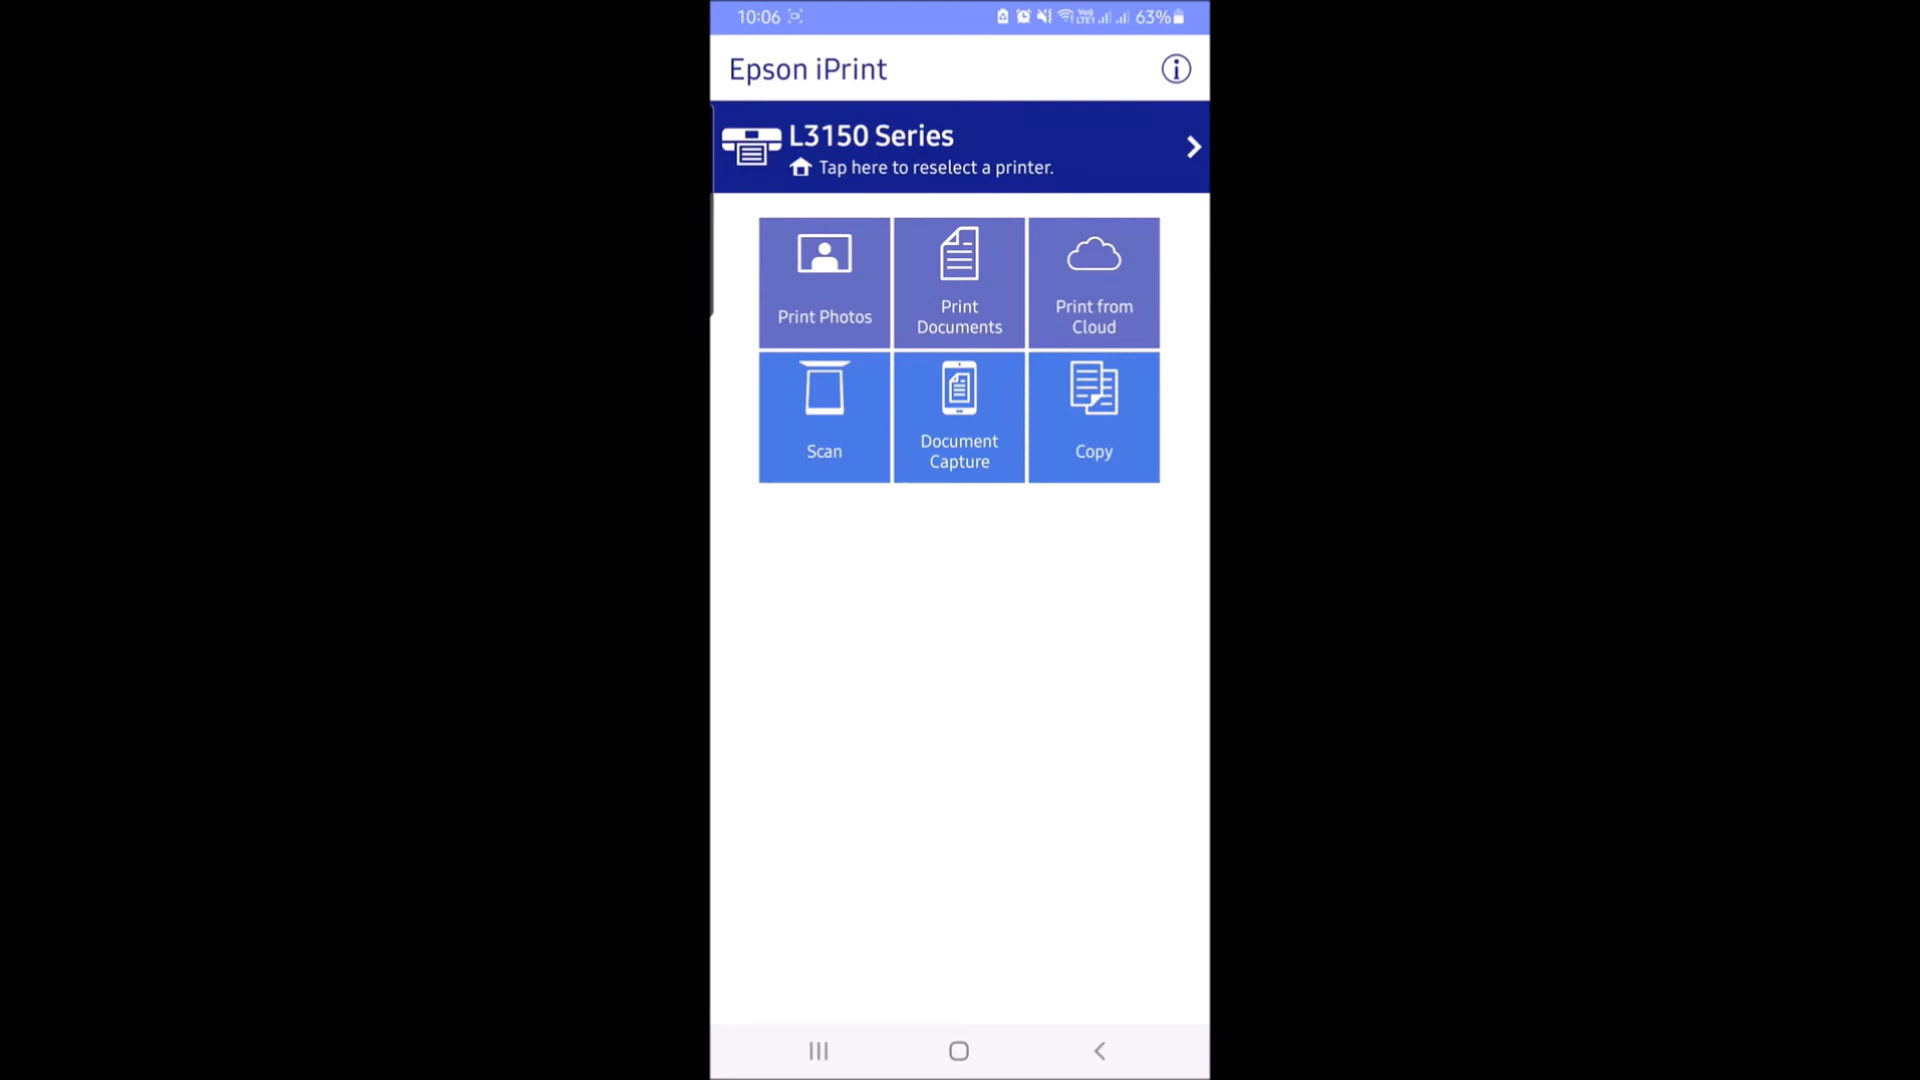 10:06 63%
Epson iPrint
L3150 Series
Tap here to reselect a printer.
Print Photos
Print
Documents
Print from
Cloud
Scan
Document
Capture
Copy